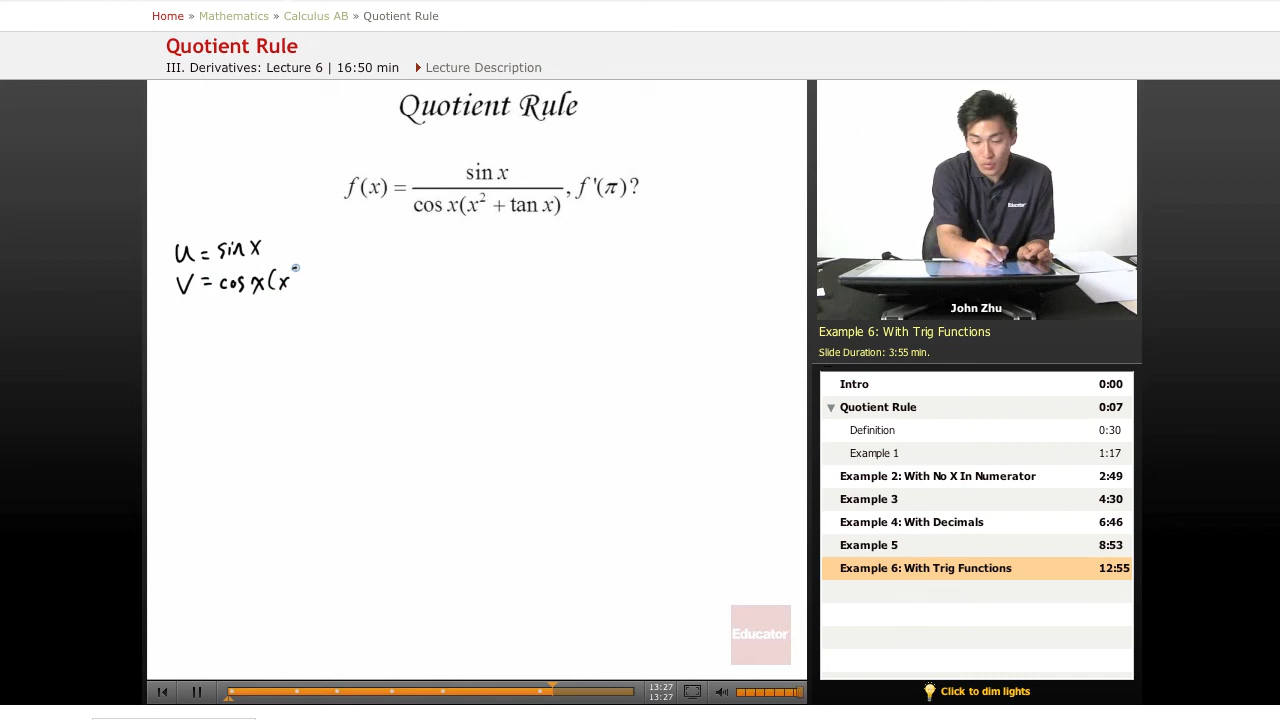 Home » Mathematics » Calculus AB » Quotient Rule
Quotient Rule
III. Derivatives: Lecture 6 | 16:50 min Lecture Description
Quotient Rule
f(x) = sin x / cos x(x² + tan x), f'(π)?
u = sin x
v = cos x(x
Educator
Educator
John Zhu
Example 6: With Trig Functions
Slide Duration: 3:55 min.
Intro 0:00
Quotient Rule 0:07
Definition 0:30
Example 1 1:17
Example 2: With No X In Numerator 2:49
Example 3 4:30
Example 4: With Decimals 6:46
Example 5 8:53
Example 6: With Trig Functions 12:55
13:27
13:27
Click to dim lights